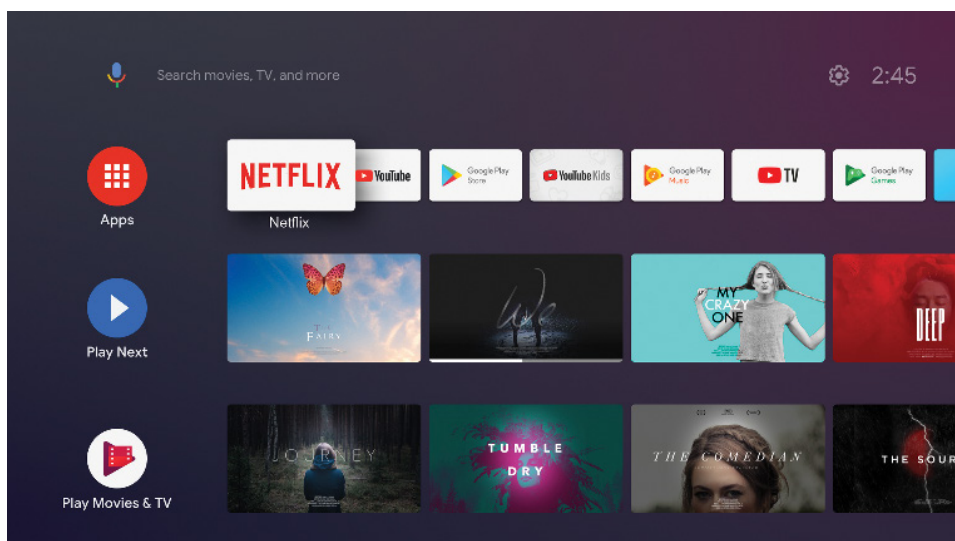 Search movies, TV, and more
2:45
Apps
NETFLIX
Netflix
YouTube
Google Play
Store
YouTube Kids
Google Play
Music
TV
Google Play
Games
Play Next
THE
FAIRY
We
MY
CRAZY
ONE
DEEP
Play Movies & TV
JOURNEY
TUMBLE
DRY
THE COMEDIAN
THE SOUR